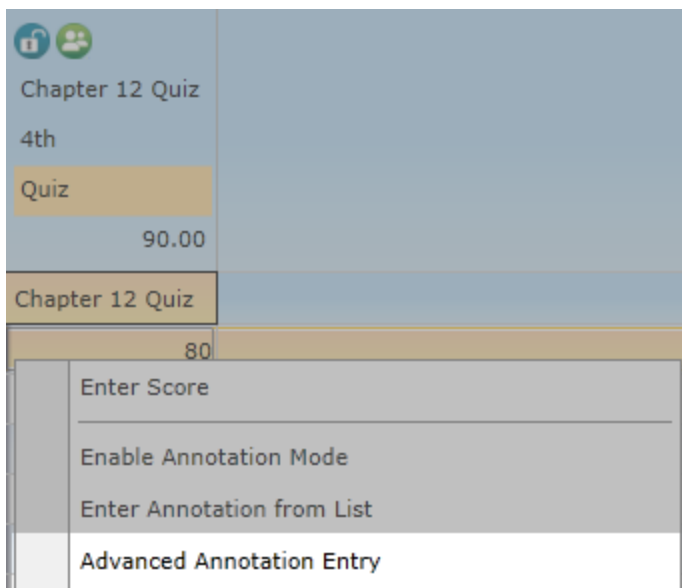 Chapter 12 Quiz
4th
Quiz
90.00
Chapter 12 Quiz
80
Enter Score
Enable Annotation Mode
Enter Annotation from List
Advanced Annotation Entry